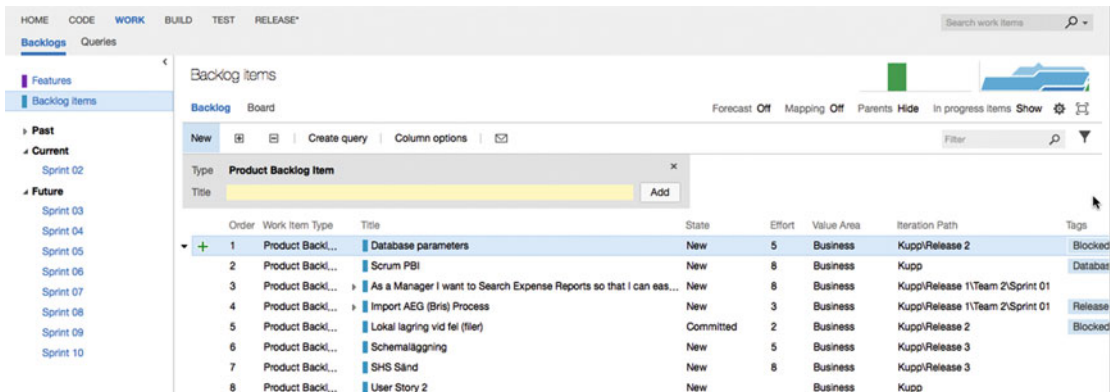 HOME CODE WORK BUILD TEST RELEASE*
Search work items
Backlogs Queries
Features
Backlog items
Past
Current
Sprint 02
Future
Sprint 03
Sprint 04
Sprint 05
Sprint 06
Sprint 07
Sprint 08
Sprint 09
Sprint 10
Backlog items
Backlog Board
Forecast Off Mapping Off Parents Hide In progress items Show
New Create query Column options
Filter
Type Product Backlog Item
Title Add
Order Work Item Type Title State Effort Value Area Iteration Path Tags
1 Product Backl... Database parameters New 5 Business Kupp\Release 2 Blocked
2 Product Backl... Scrum PBI New 8 Business Kupp Databas
3 Product Backl... As a Manager I want to Search Expense Reports so that I can eas... New 8 Business Kupp\Release 1\Team 2\Sprint 01
4 Product Backl... Import AEG (Bris) Process New 3 Business Kupp\Release 1\Team 2\Sprint 01 Release
5 Product Backl... Lokal lagring vid fel (filer) Committed 2 Business Kupp\Release 2 Blocked
6 Product Backl... Schemaläggning New 5 Business Kupp\Release 3
7 Product Backl... SHS Sänd New 8 Business Kupp\Release 3
8 Product Backl... User Story 2 New Business Kupp